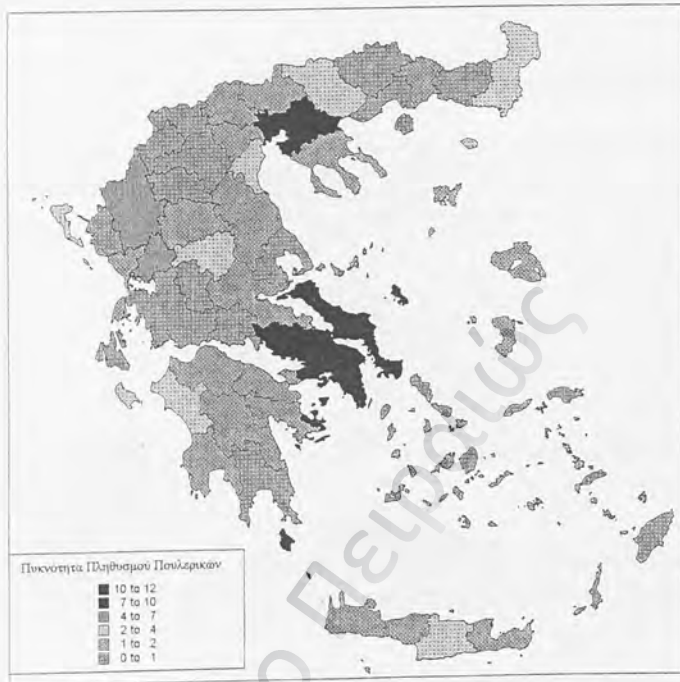 Πυκνότητα Πληθυσμού Πουλερικών
10 to 12
7 to 10
4 to 7
2 to 4
1 to 2
0 to 1
ο Πειραιώς